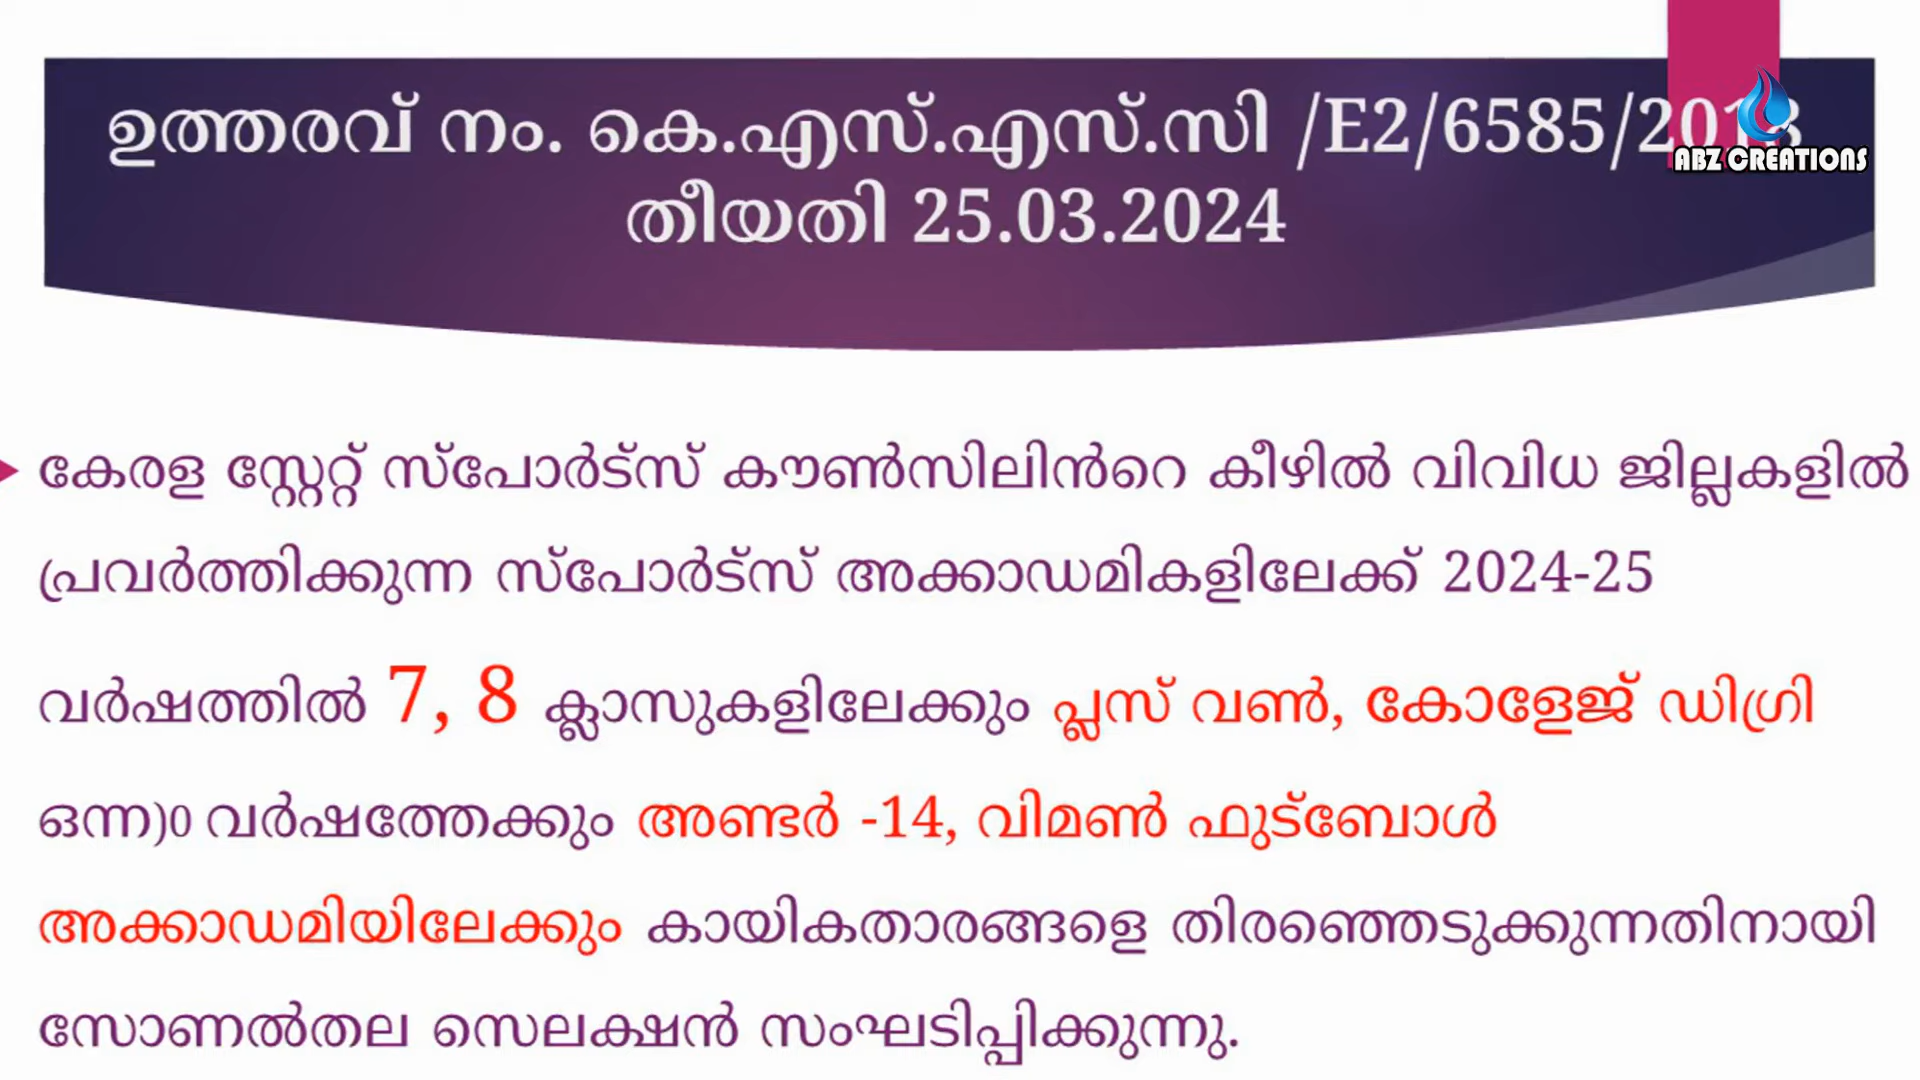 ഉത്തരവ് നം. കെ.എസ്.എസ്.സി /E2/6585/2018
ABZ CREATIONS
തീയതി 25.03.2024
കേരള സ്റ്റേറ്റ് സ്പോർട്സ് കൗൺസിലിൻറെ കീഴിൽ വിവിധ ജില്ലകളിൽ
പ്രവർത്തിക്കുന്ന സ്പോർട്സ് അക്കാഡമികളിലേക്ക് 2024-25
വർഷത്തിൽ 7, 8 ക്ലാസുകളിലേക്കും പ്ലസ് വൺ, കോളേജ് ഡിഗ്രി
ഒന്ന)0 വർഷത്തേക്കും അണ്ടർ -14, വിമൺ ഫുട്ബോൾ
അക്കാഡമിയിലേക്കും കായികതാരങ്ങളെ തിരഞ്ഞെടുക്കുന്നതിനായി
സോണൽതല സെലക്ഷൻ സംഘടിപ്പിക്കുന്നു.